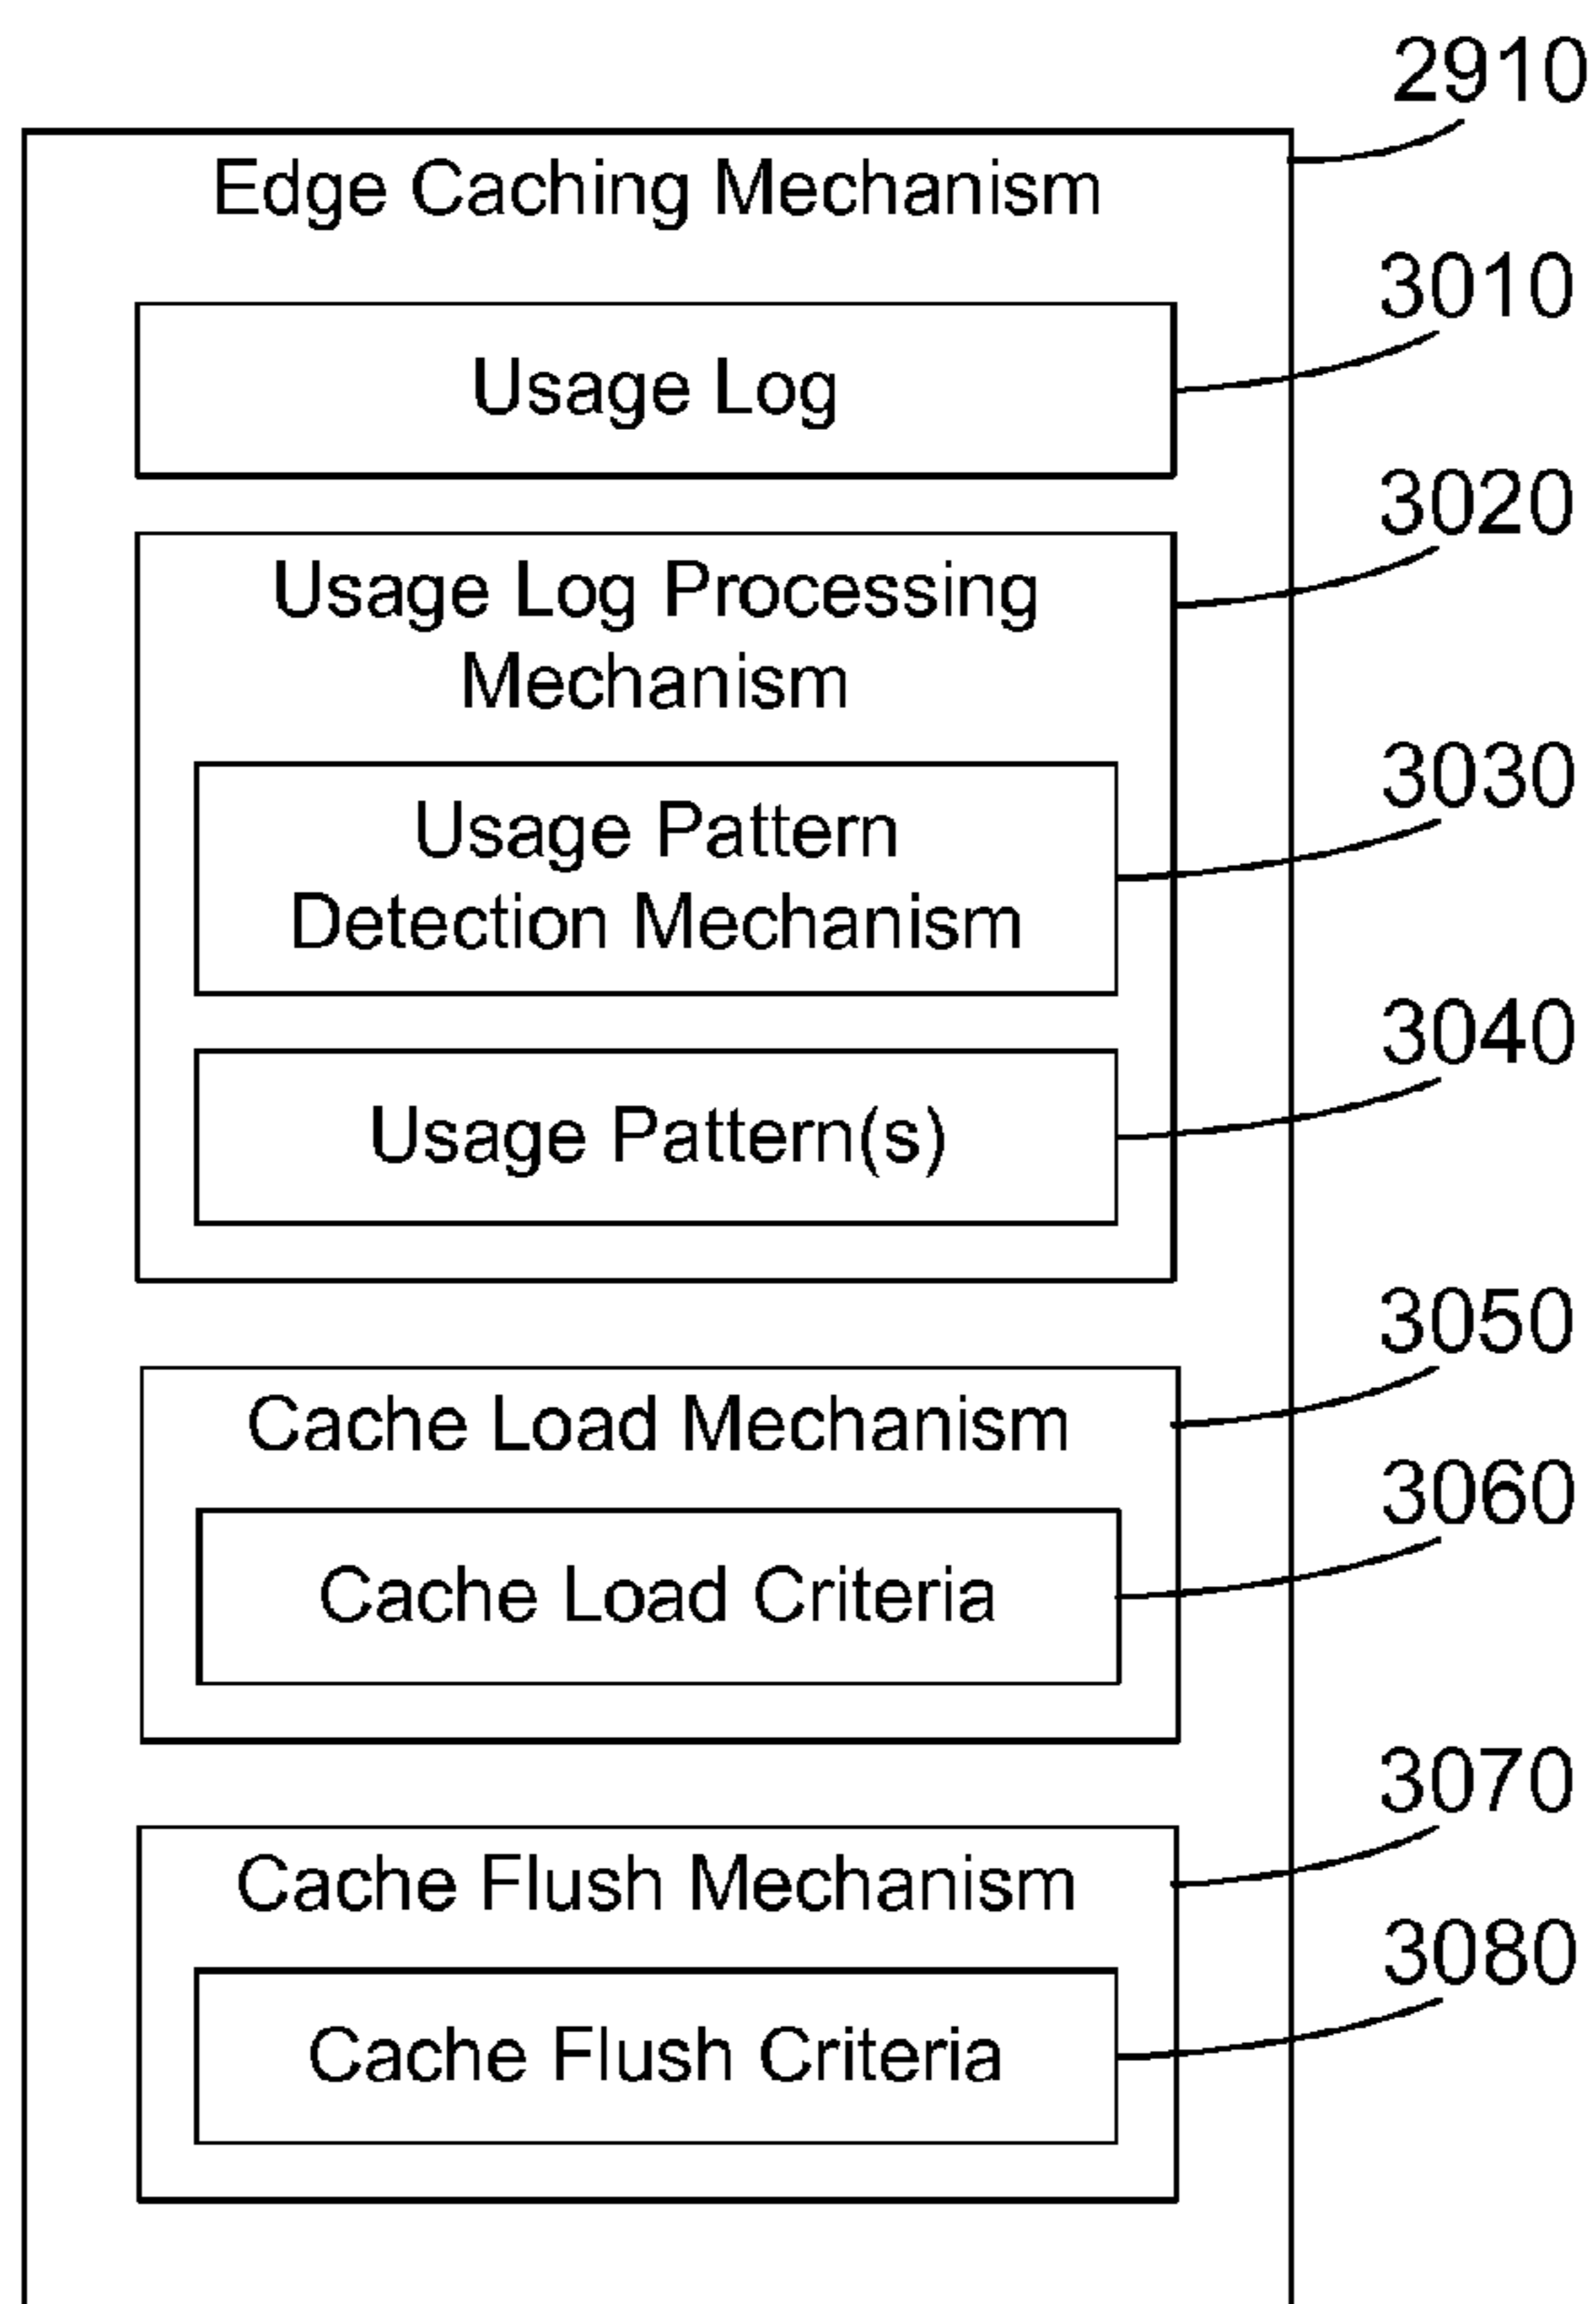 2910
Edge Caching Mechanism
3010
Usage Log
3020
Usage Log Processing
Mechanism
3030
Usage Pattern
Detection Mechanism
3040
Usage Pattern(s)
3050
Cache Load Mechanism
3060
Cache Load Criteria
3070
Cache Flush Mechanism
3080
Cache Flush Criteria